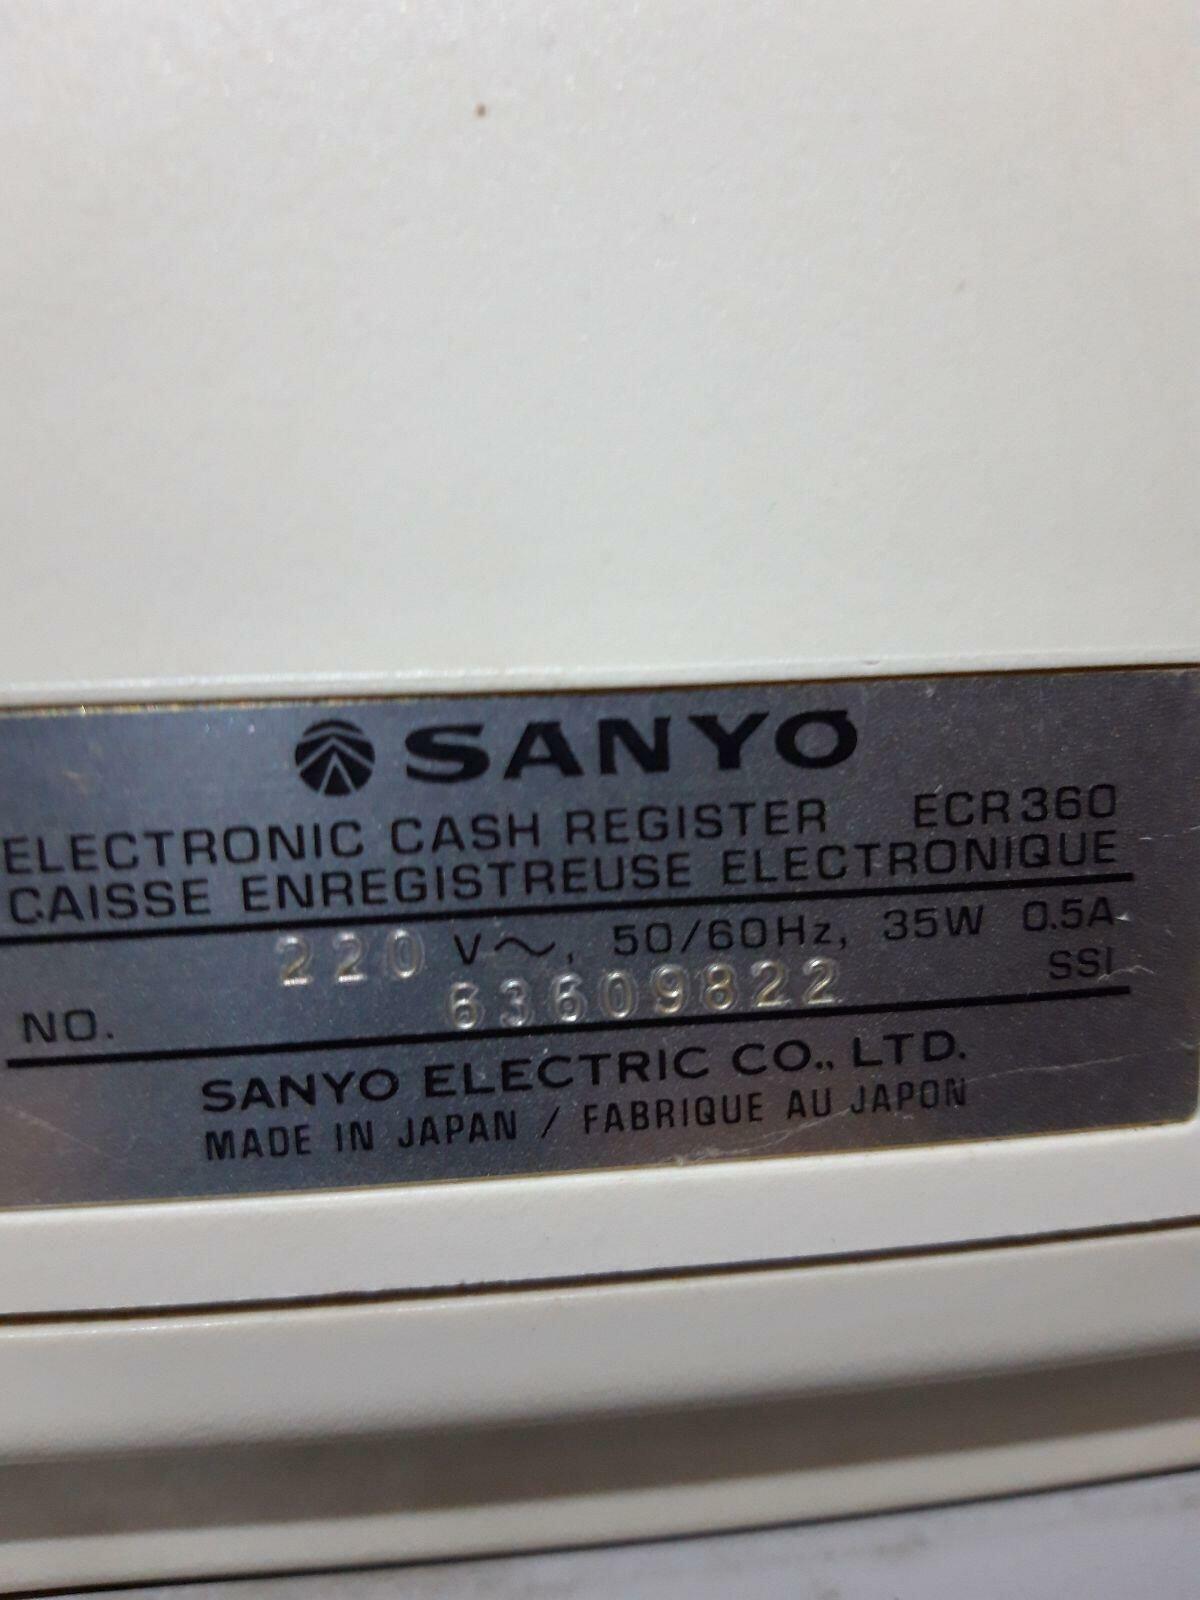 SANYO
ELECTRONIC CASH REGISTER ECR360
CAISSE ENREGISTREUSE ELECTRONIQUE
220 V~, 50/60Hz, 35W 0.5A
NO. 63609822 SSI
SANYO ELECTRIC CO., LTD.
MADE IN JAPAN / FABRIQUE AU JAPON